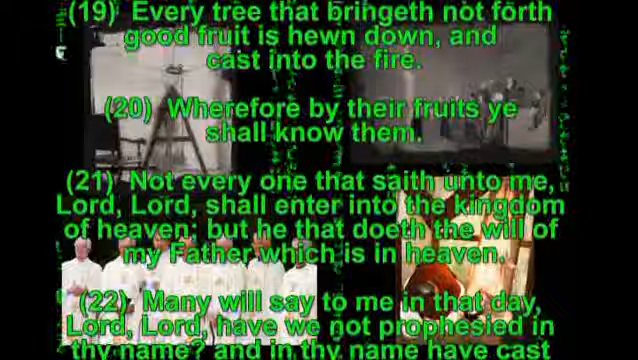 (19) Every tree that bringeth not forth
good fruit is hewn down, and
cast into the fire.
(20) Wherefore by their fruits ye
shall know them.
(21) Not every one that saith unto me,
Lord, Lord, shall enter into the kingdom
of heaven; but he that doeth the will of
my Father which is in heaven.
(22) Many will say to me in that day,
Lord, Lord, have we not prophesied in
thy name? and in thy name have cast